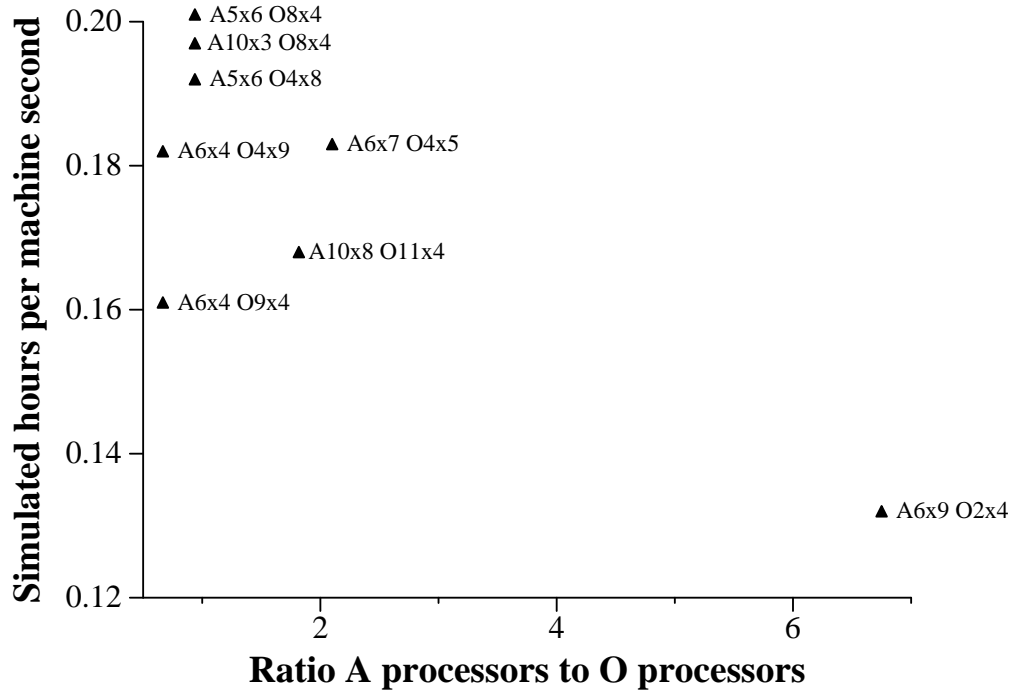 Simulated hours per machine second
0.20
0.18
0.16
0.14
0.12
A5x6 O8x4
A10x3 O8x4
A5x6 O4x8
A6x4 O4x9
A6x7 O4x5
A10x8 O11x4
A6x4 O9x4
A6x9 O2x4
2
4
6
Ratio A processors to O processors